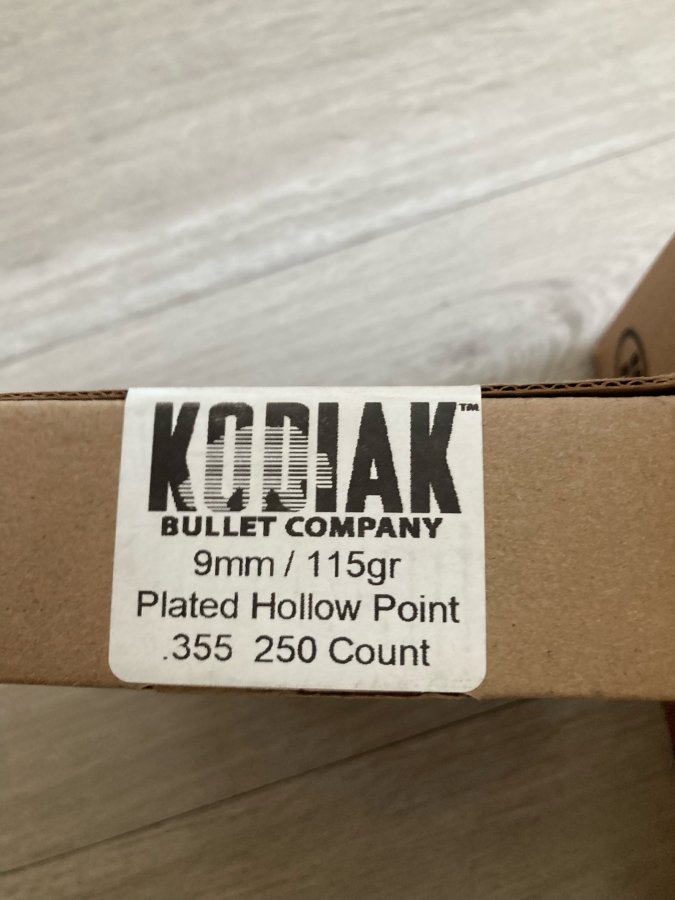 KODIAK™
BULLET COMPANY
9mm / 115gr
Plated Hollow Point
.355 250 Count